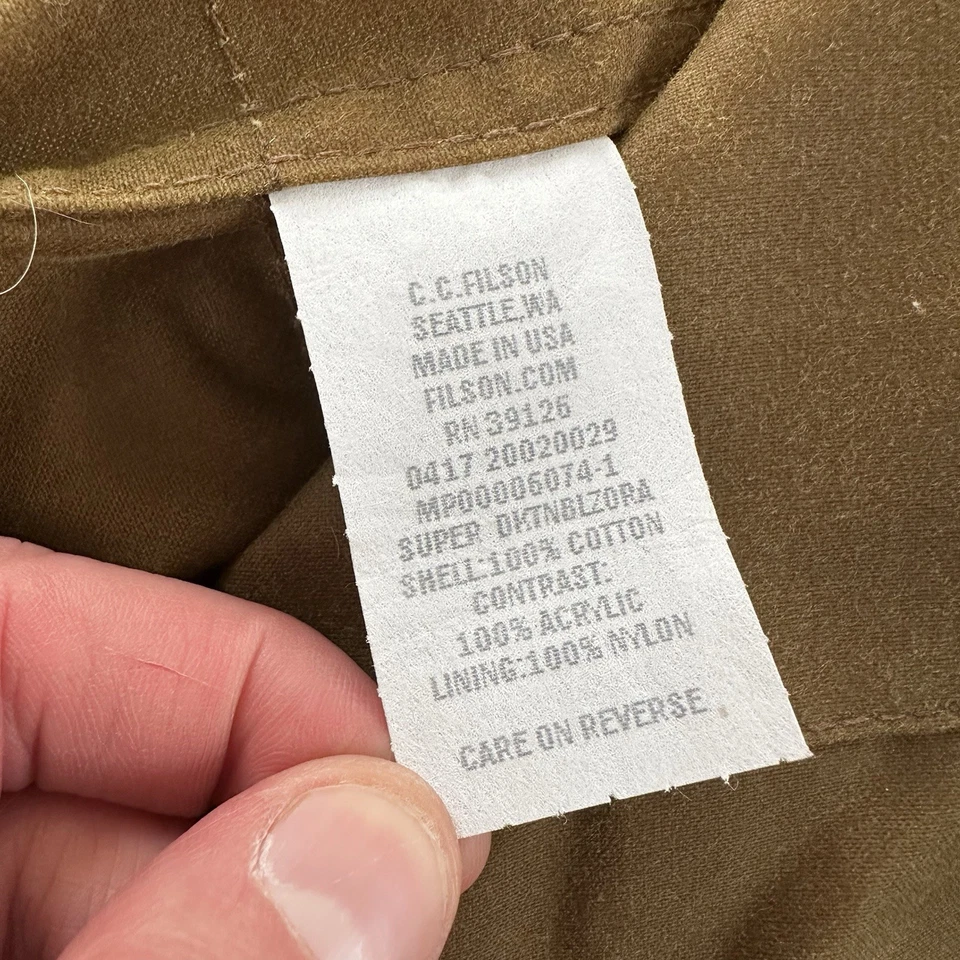 C.C.FILSON
SEATTLE,WA
MADE IN USA
FILSON.COM
RN 39126
0417 20020029
MP00006074-1
SUPER DKTNBLZORA
SHELL:100% COTTON
CONTRAST:
100% ACRYLIC
LINING:100% NYLON
CARE ON REVERSE